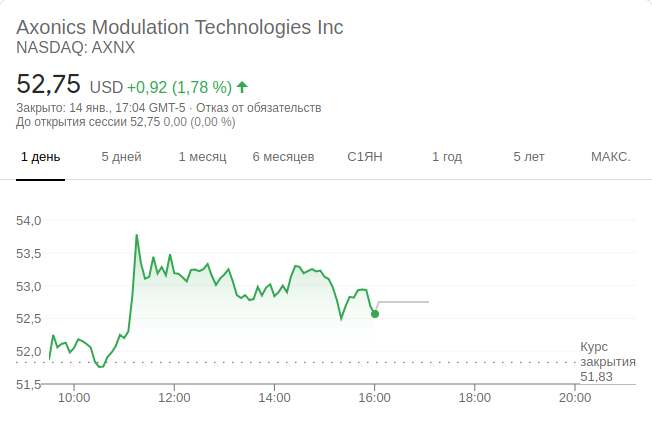 Axonics Modulation Technologies Inc
NASDAQ: AXNX
52,75 USD +0,92 (1,78 %)
Закрыто: 14 янв., 17:04 GMT-5 · Отказ от обязательств
До открытия сессии 52,75 0,00 (0,00 %)
1 день 5 дней 1 месяц 6 месяцев С1ЯН 1 год 5 лет МАКС.
54,0
53,5
53,0
52,5
52,0
Курс
закрытия
51,83
51,5
10:00 12:00 14:00 16:00 18:00 20:00